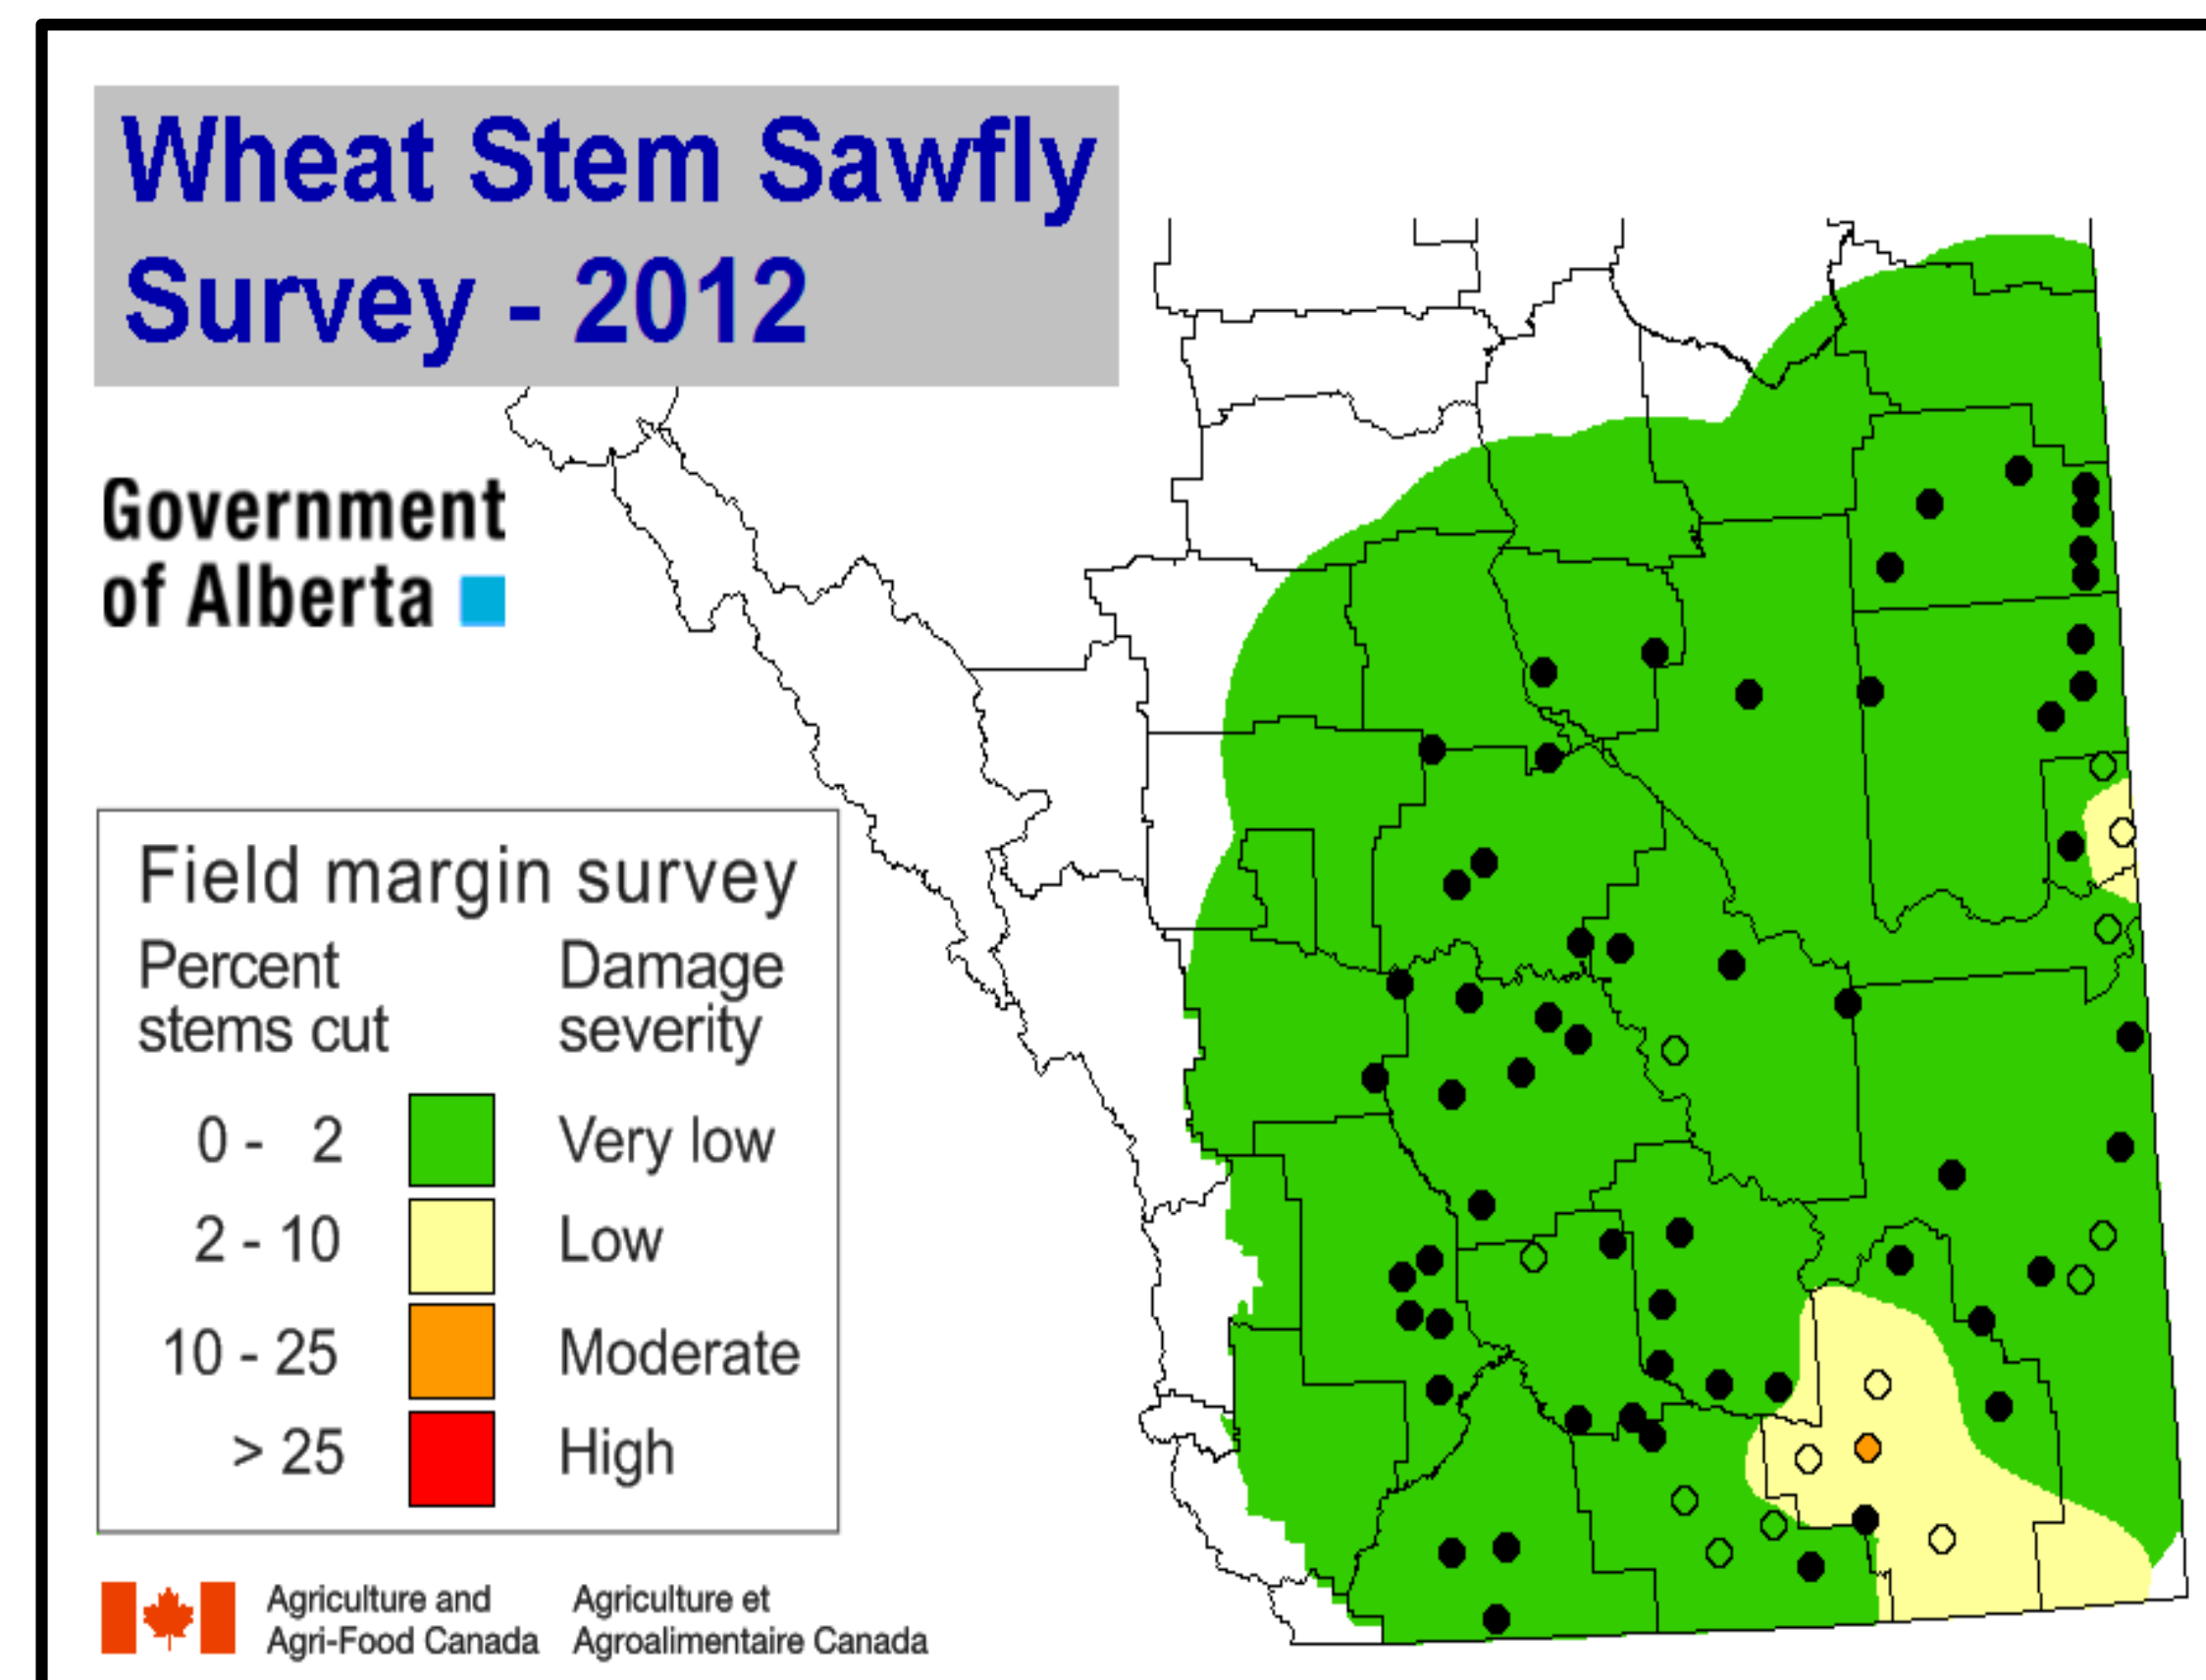 Wheat Stem Sawfly
Survey - 2012
Government
of Alberta
Field margin survey
Percent stems cut
Damage severity
0 - 2 Very low
2 - 10 Low
10 - 25 Moderate
> 25 High
Agriculture and
Agri-Food Canada
Agriculture et
Agroalimentaire Canada